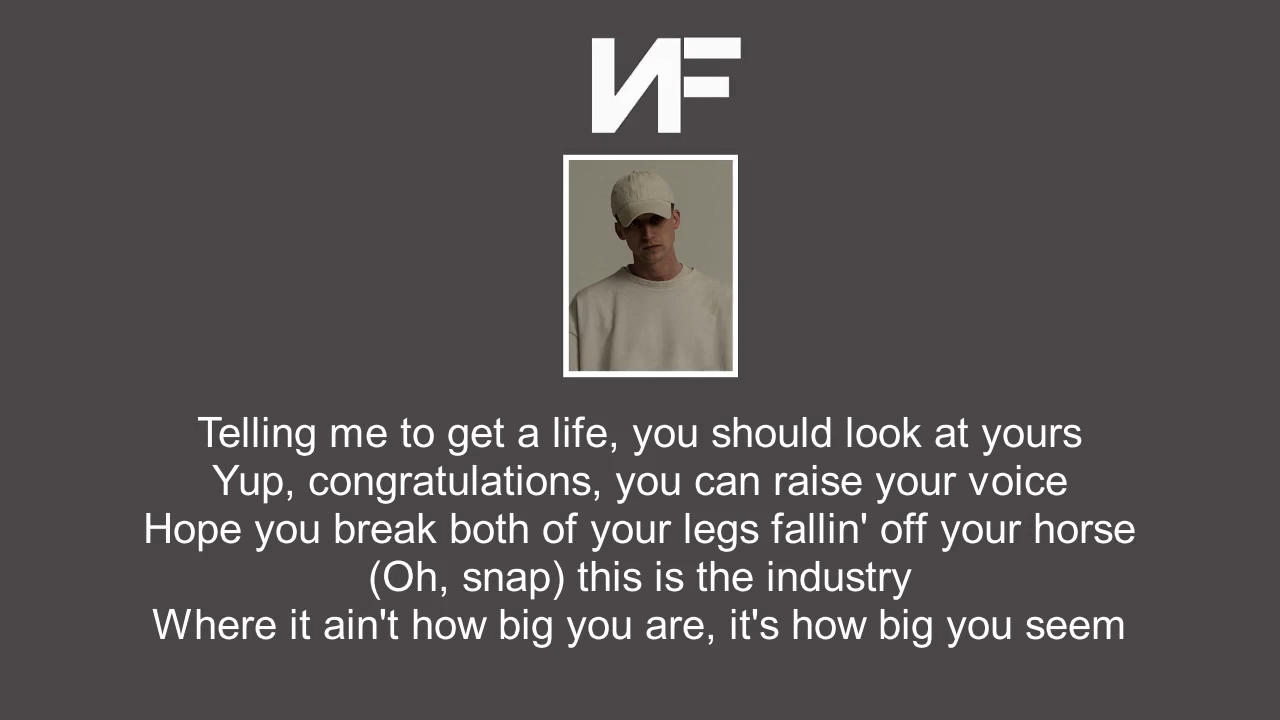 NF
Telling me to get a life, you should look at yours
Yup, congratulations, you can raise your voice
Hope you break both of your legs fallin' off your horse
(Oh, snap) this is the industry
Where it ain't how big you are, it's how big you seem